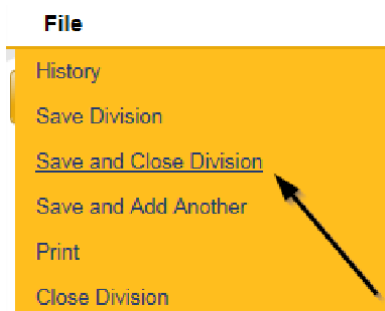 File
History
Save Division
Save and Close Division
Save and Add Another
Print
Close Division